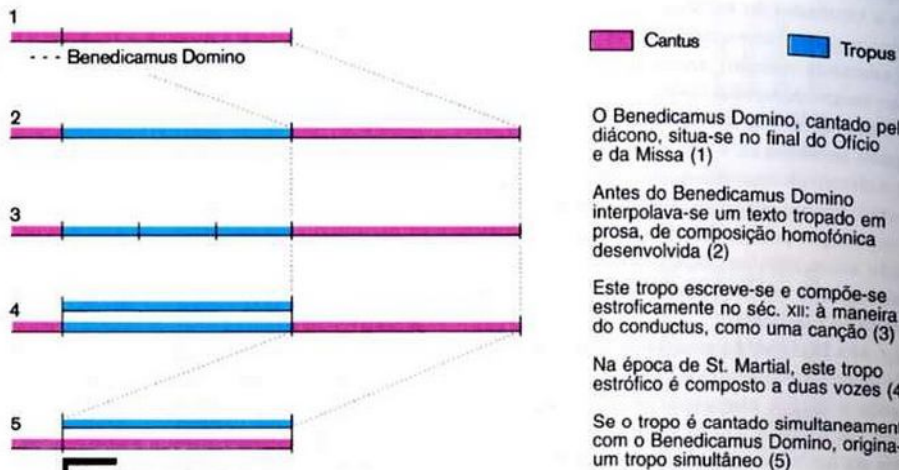 1
- - - Benedicamus Domino
2
3
4
5
Cantus
Tropus
O Benedicamus Domino, cantado pel
diácono, situa-se no final do Ofício
e da Missa (1)
Antes do Benedicamus Domino
interpolava-se um texto tropado em
prosa, de composição homofónica
desenvolvida (2)
Este tropo escreve-se e compõe-se
estroficamente no séc. XII: à maneira
do conductus, como uma canção (3)
Na época de St. Martial, este tropo
estrófico é composto a duas vozes (4
Se o tropo é cantado simultaneamen
com o Benedicamus Domino, origina-
um tropo simultâneo (5)